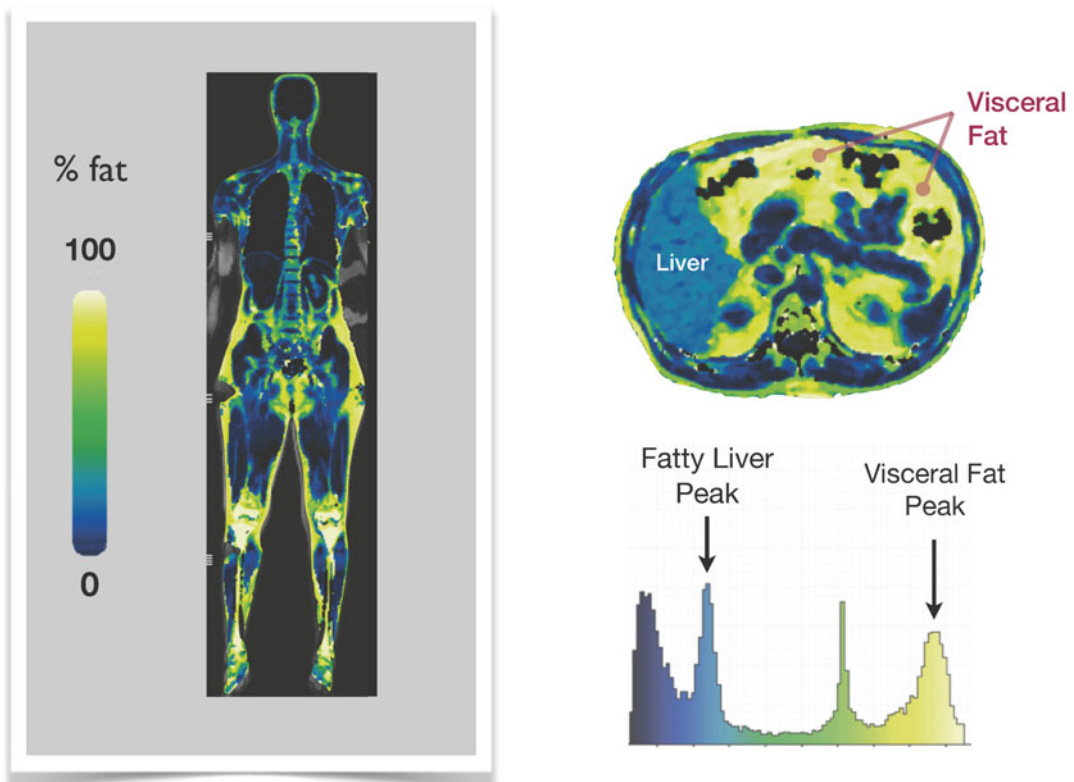 % fat
100
0
Visceral
Fat
Liver
Fatty Liver
Peak
Visceral Fat
Peak